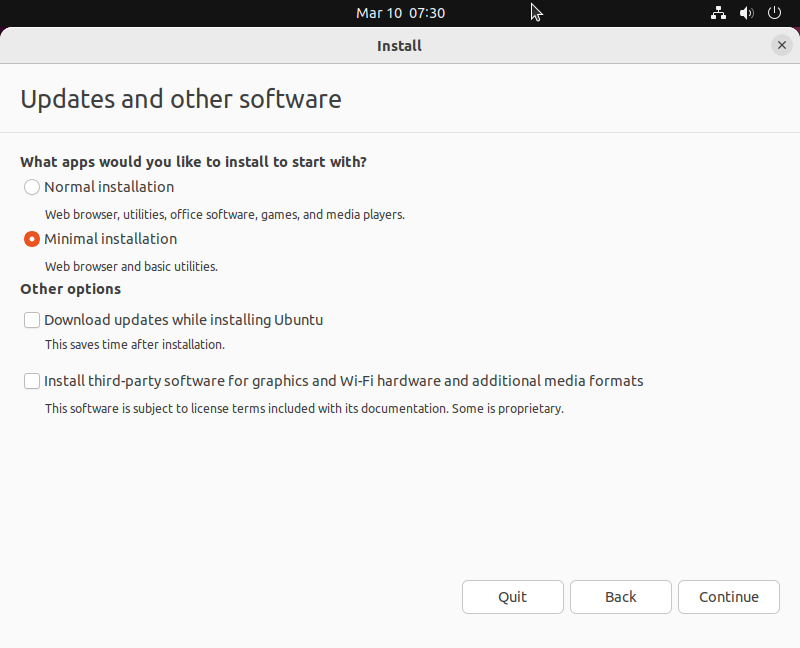 Mar 10 07:30
Install
Updates and other software
What apps would you like to install to start with?
Normal installation
Web browser, utilities, office software, games, and media players.
Minimal installation
Web browser and basic utilities.
Other options
Download updates while installing Ubuntu
This saves time after installation.
Install third-party software for graphics and Wi-Fi hardware and additional media formats
This software is subject to license terms included with its documentation. Some is proprietary.
Quit Back Continue